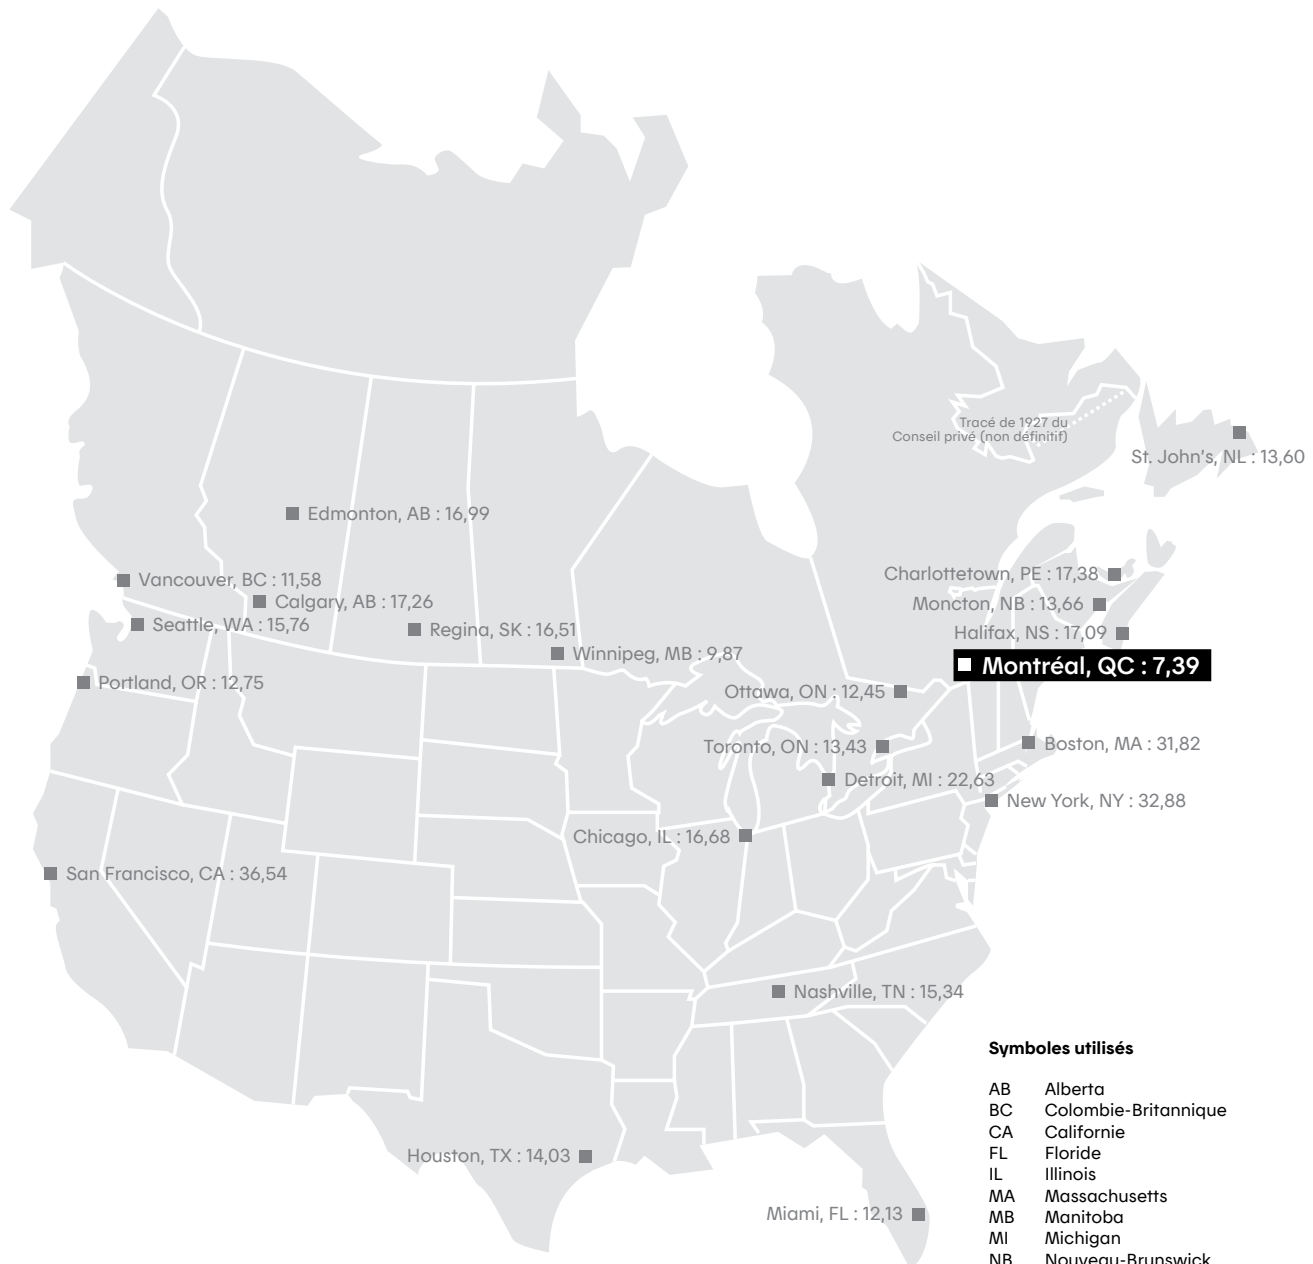 Tracé de 1927 du
Conseil privé (non définitif)
St. John's, NL : 13,60
Edmonton, AB : 16,99
Vancouver, BC : 11,58
Charlottetown, PE : 17,38
Calgary, AB : 17,26
Moncton, NB : 13,66
Seattle, WA : 15,76
Regina, SK : 16,51
Halifax, NS : 17,09
Winnipeg, MB : 9,87
Montréal, QC : 7,39
Portland, OR : 12,75
Ottawa, ON : 12,45
Toronto, ON : 13,43
Boston, MA : 31,82
Detroit, MI : 22,63
New York, NY : 32,88
Chicago, IL : 16,68
San Francisco, CA : 36,54
Nashville, TN : 15,34
Houston, TX : 14,03
Miami, FL : 12,13
Symboles utilisés
AB Alberta
BC Colombie-Britannique
CA Californie
FL Floride
IL Illinois
MA Massachusetts
MB Manitoba
MI Michigan
NB Nouveau-Brunswick